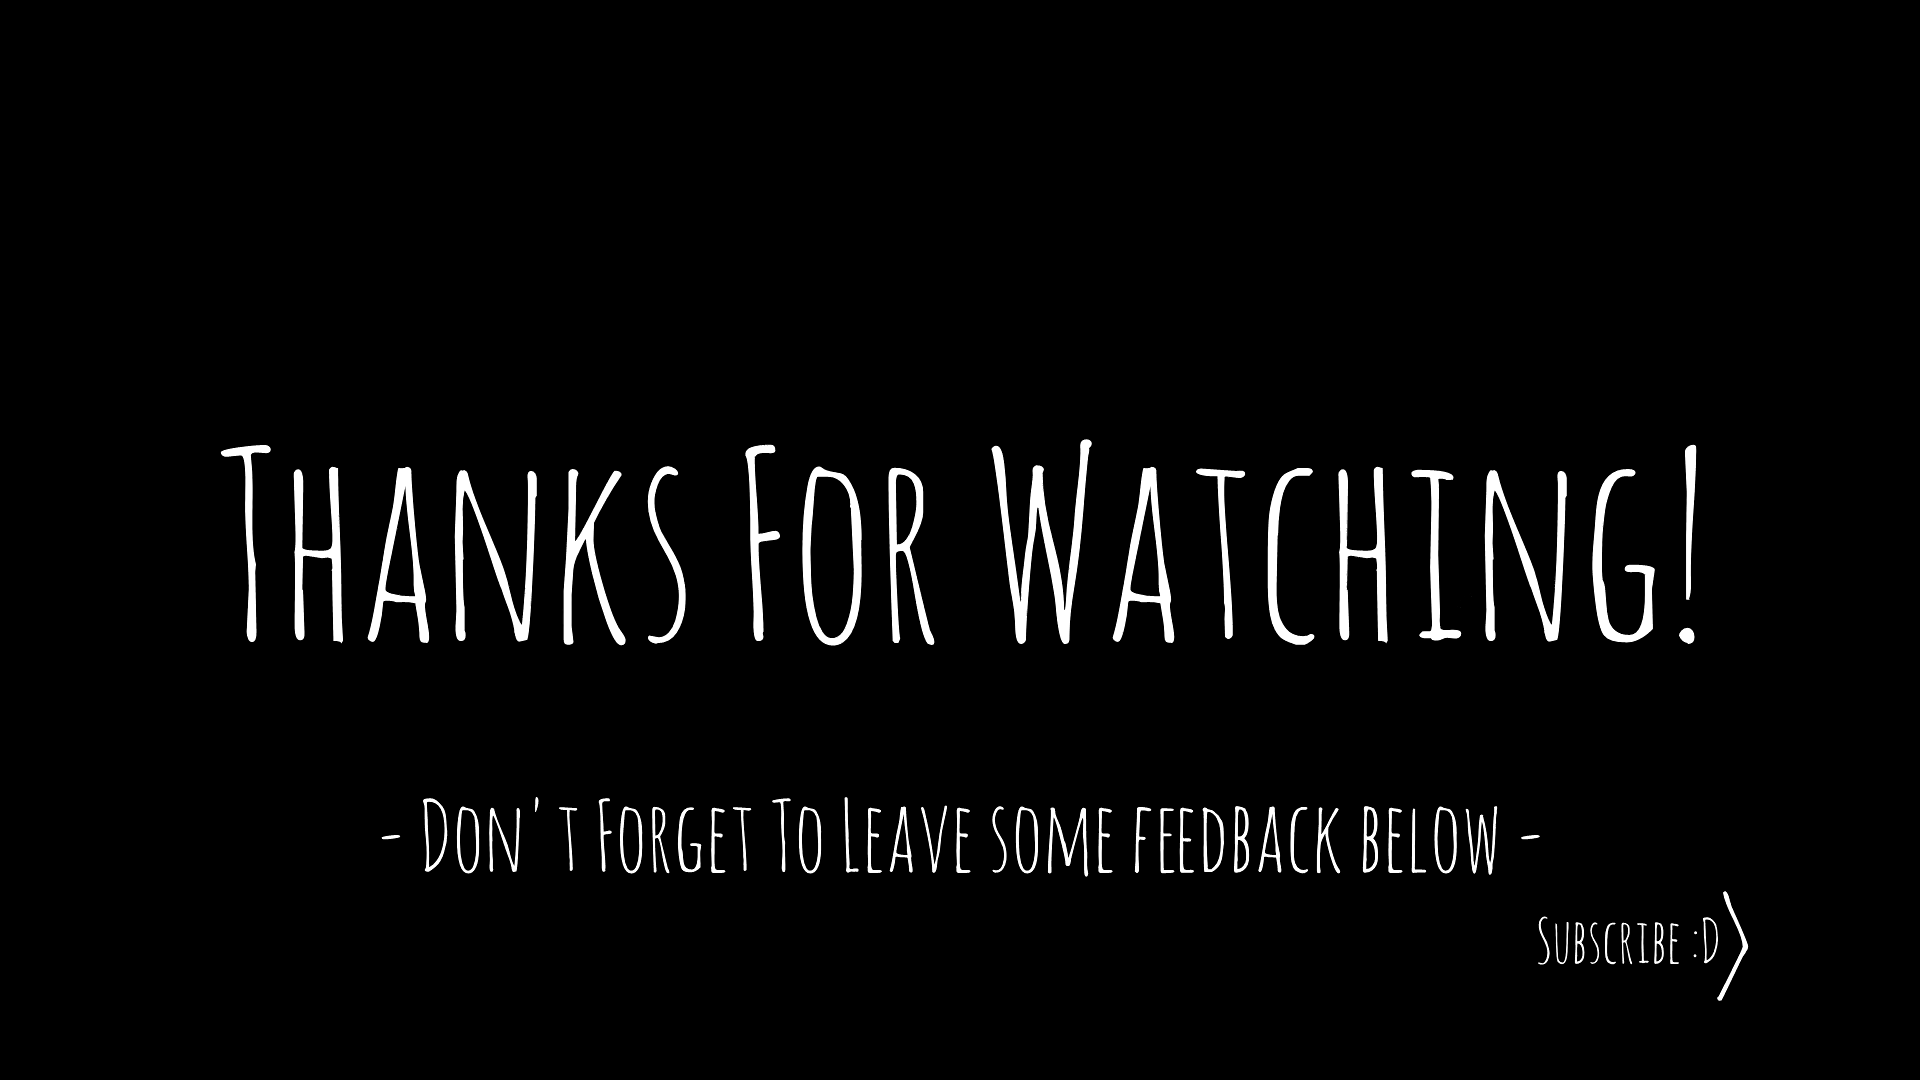 Thanks For Watching!
- Don't Forget To Leave some feedback below -
Subscribe :D >